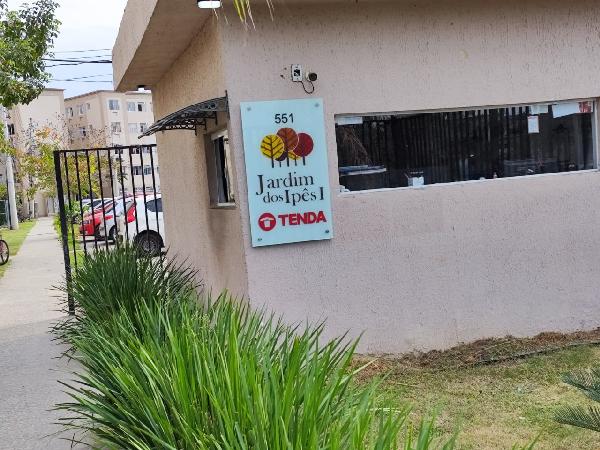 551
Jardim
dos Ipês I
TENDA